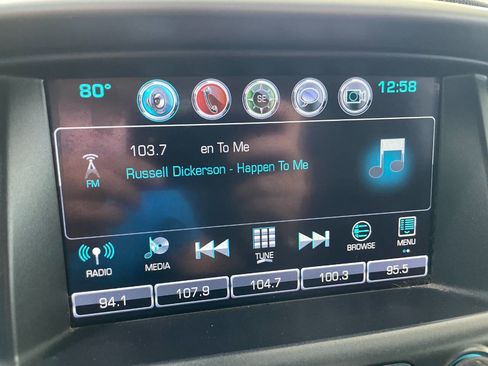 80° SE 12:58
103.7 en To Me
FM Russell Dickerson - Happen To Me
RADIO MEDIA TUNE BROWSE MENU
94.1 107.9 104.7 100.3 95.5